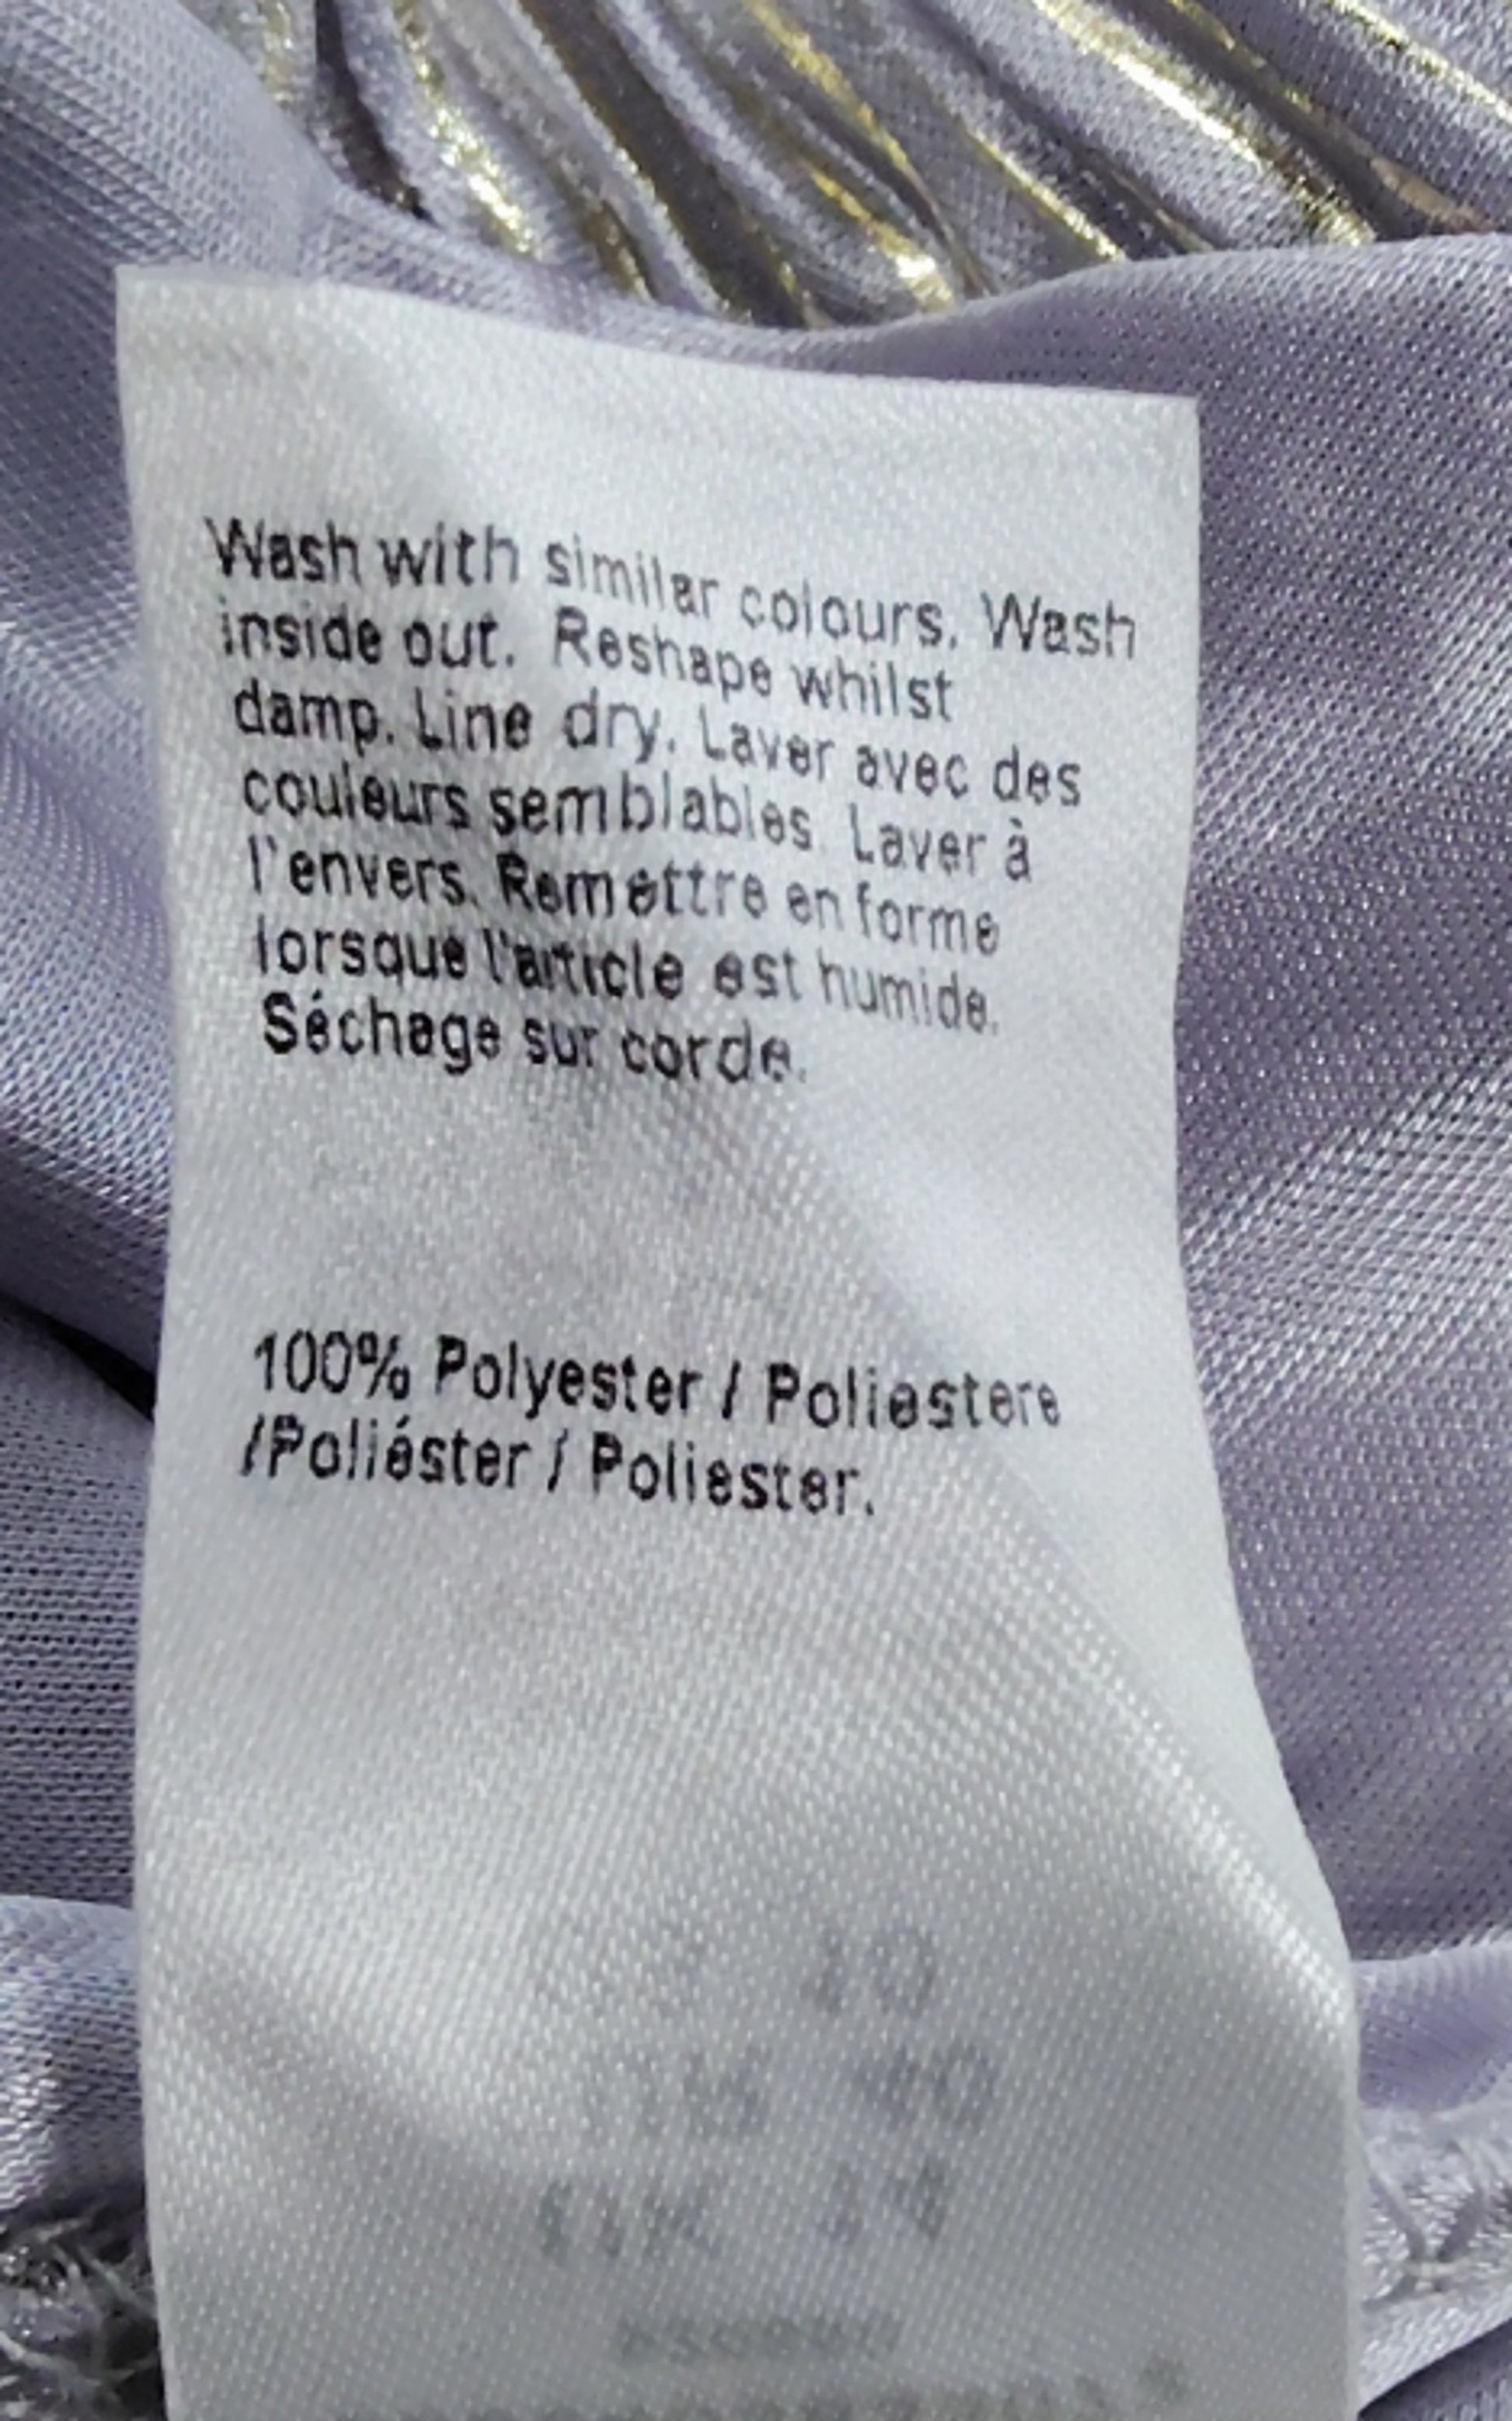 Wash with similar colours. Wash
inside out. Reshape whilst
damp. Line dry. Laver avec des
couleurs semblables. Laver à
l'envers. Remettre en forme
lorsque l'article est humide.
Séchage sur corde.
100% Polyester / Poliestere
/Poliéster / Poliester.